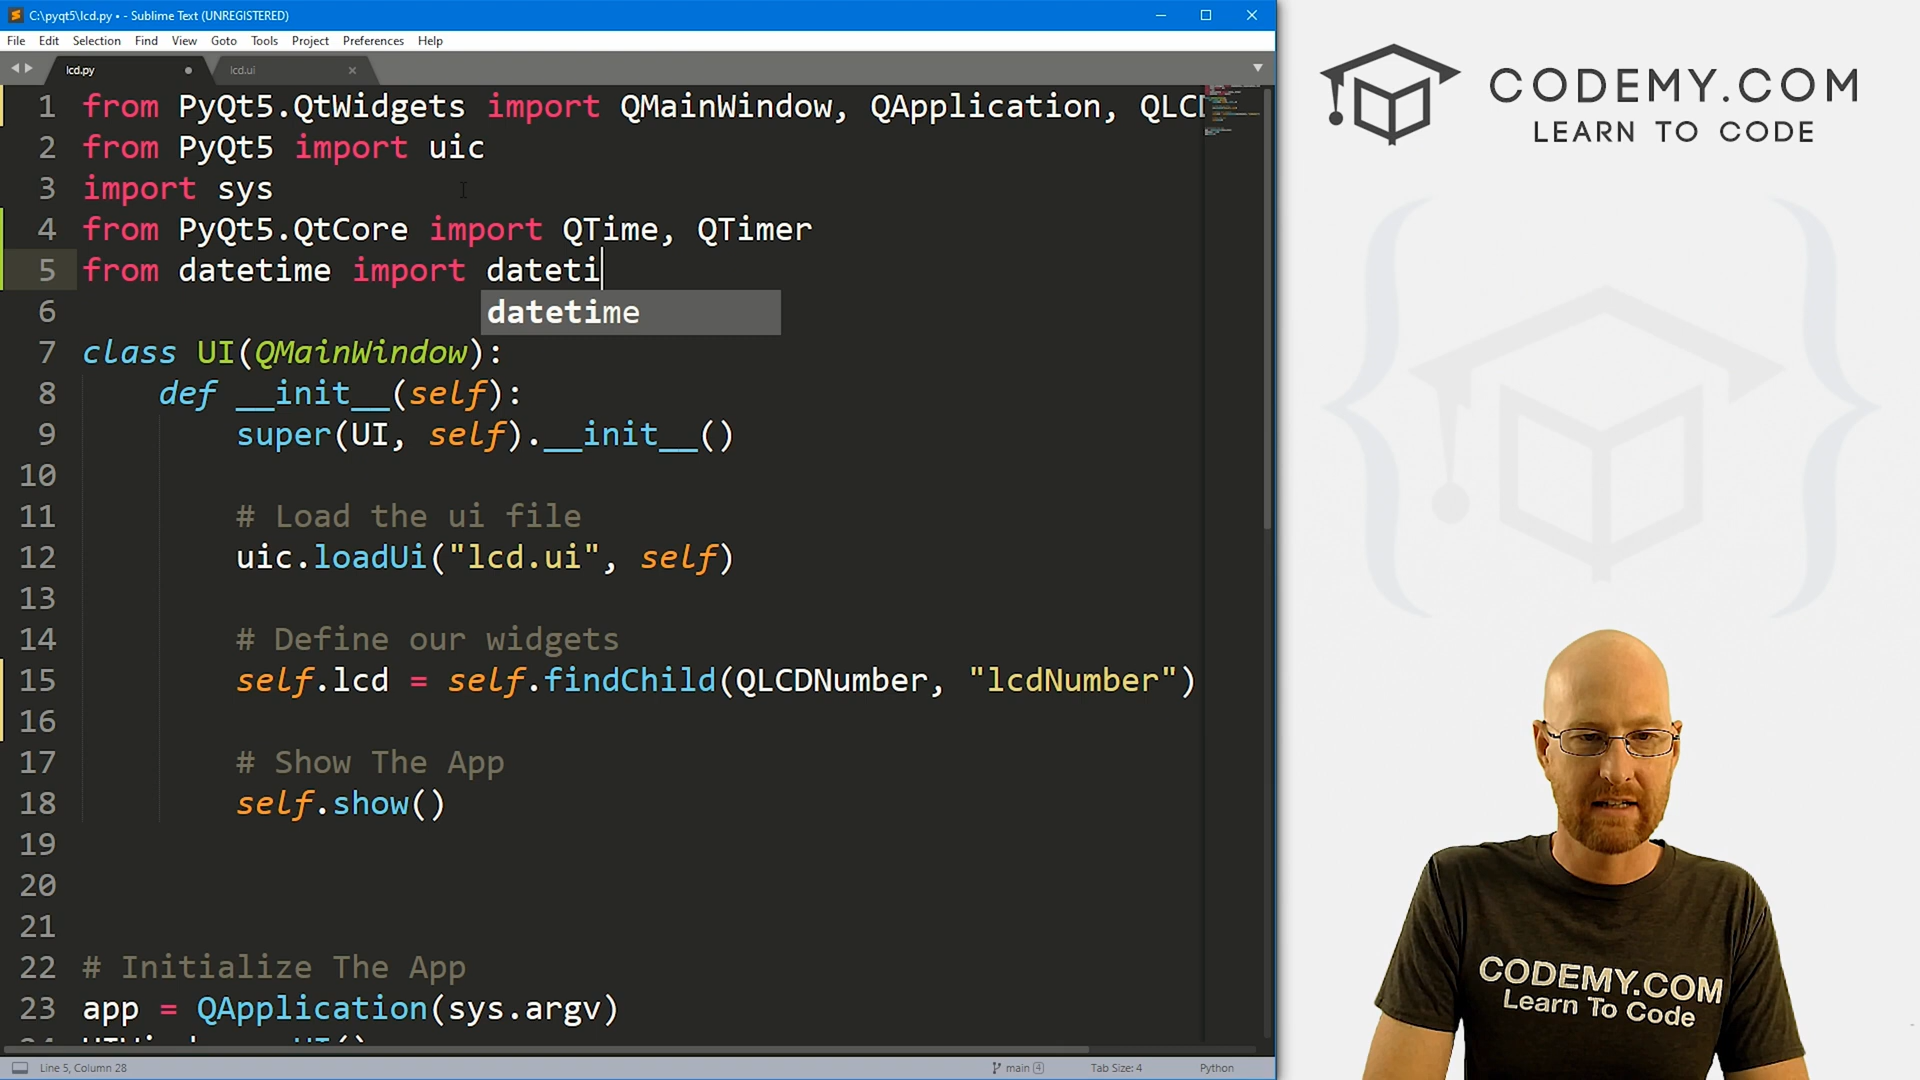 C:\pyqt5\lcd.py • - Sublime Text (UNREGISTERED)
File Edit Selection Find View Goto Tools Project Preferences Help
lcd.py lcd.ui
1 from PyQt5.QtWidgets import QMainWindow, QApplication, QLCD
2 from PyQt5 import uic
3 import sys
4 from PyQt5.QtCore import QTime, QTimer
5 from datetime import dateti
6 datetime
7 class UI(QMainWindow):
8 def __init__(self):
9 super(UI, self).__init__()
10
11 # Load the ui file
12 uic.loadUi("lcd.ui", self)
13
14 # Define our widgets
15 self.lcd = self.findChild(QLCDNumber, "lcdNumber")
16
17 # Show The App
18 self.show()
19
20
21
22 # Initialize The App
23 app = QApplication(sys.argv)
Line 5, Column 28
main 4
Tab Size: 4
Python
CODEMY.COM
LEARN TO CODE
CODEMY.COM
Learn To Code